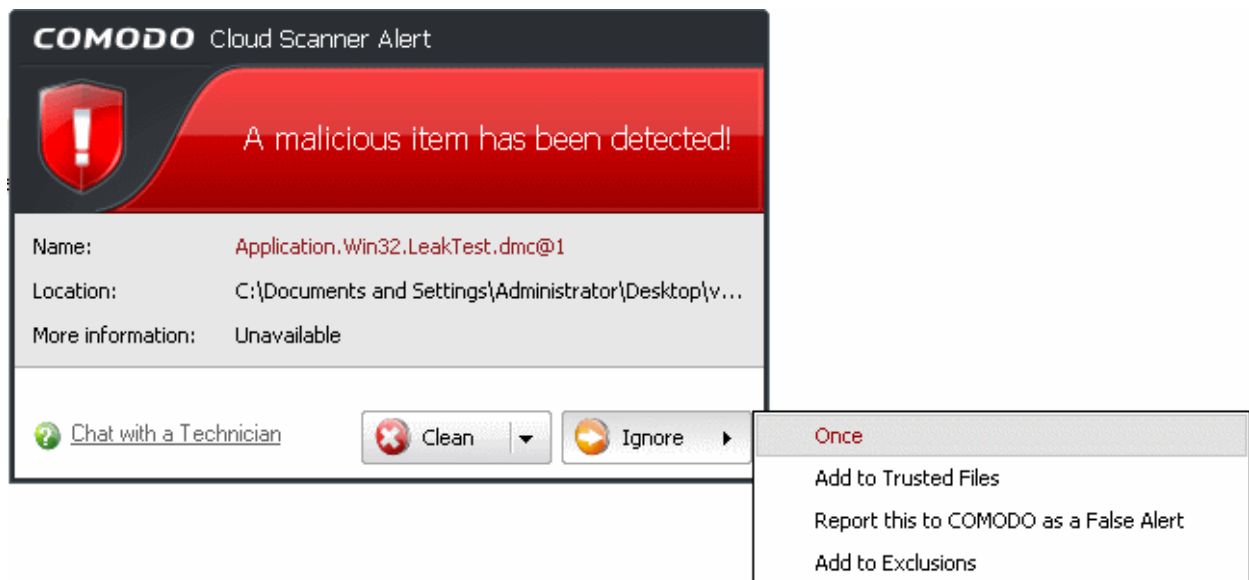 COMODO Cloud Scanner Alert
A malicious item has been detected!
Name: Application.Win32.LeakTest.dmc@1
Location: C:\Documents and Settings\Administrator\Desktop\v...
More information: Unavailable
Chat with a Technician Clean Ignore
Once
Add to Trusted Files
Report this to COMODO as a False Alert
Add to Exclusions